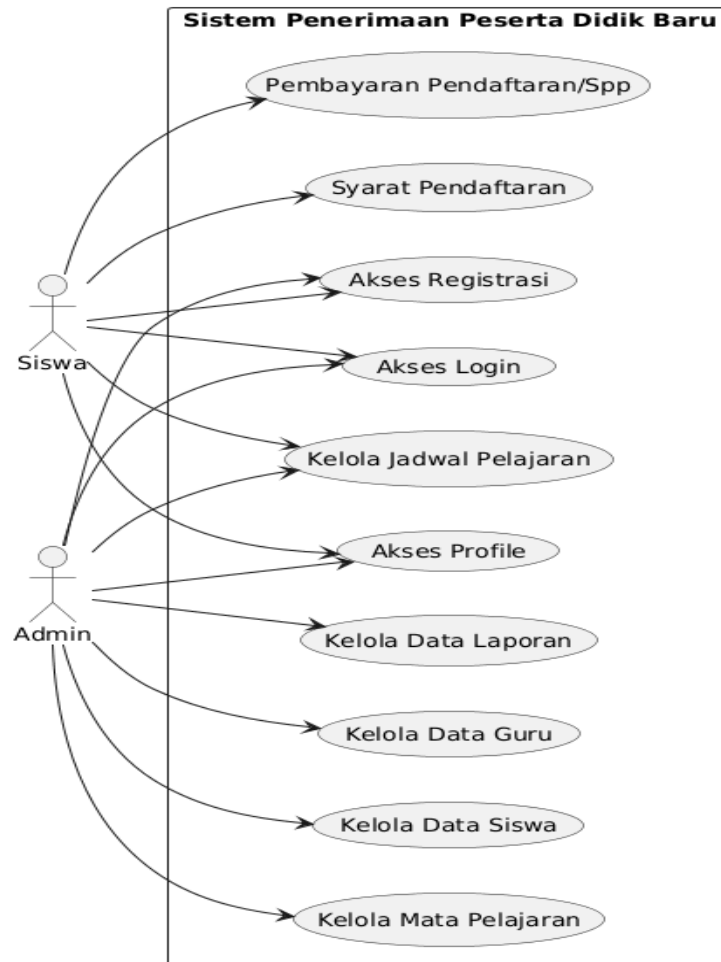 Sistem Penerimaan Peserta Didik Baru
Pembayaran Pendaftaran/Spp
Syarat Pendaftaran
Akses Registrasi
Siswa
Akses Login
Kelola Jadwal Pelajaran
Akses Profile
Admin
Kelola Data Laporan
Kelola Data Guru
Kelola Data Siswa
Kelola Mata Pelajaran